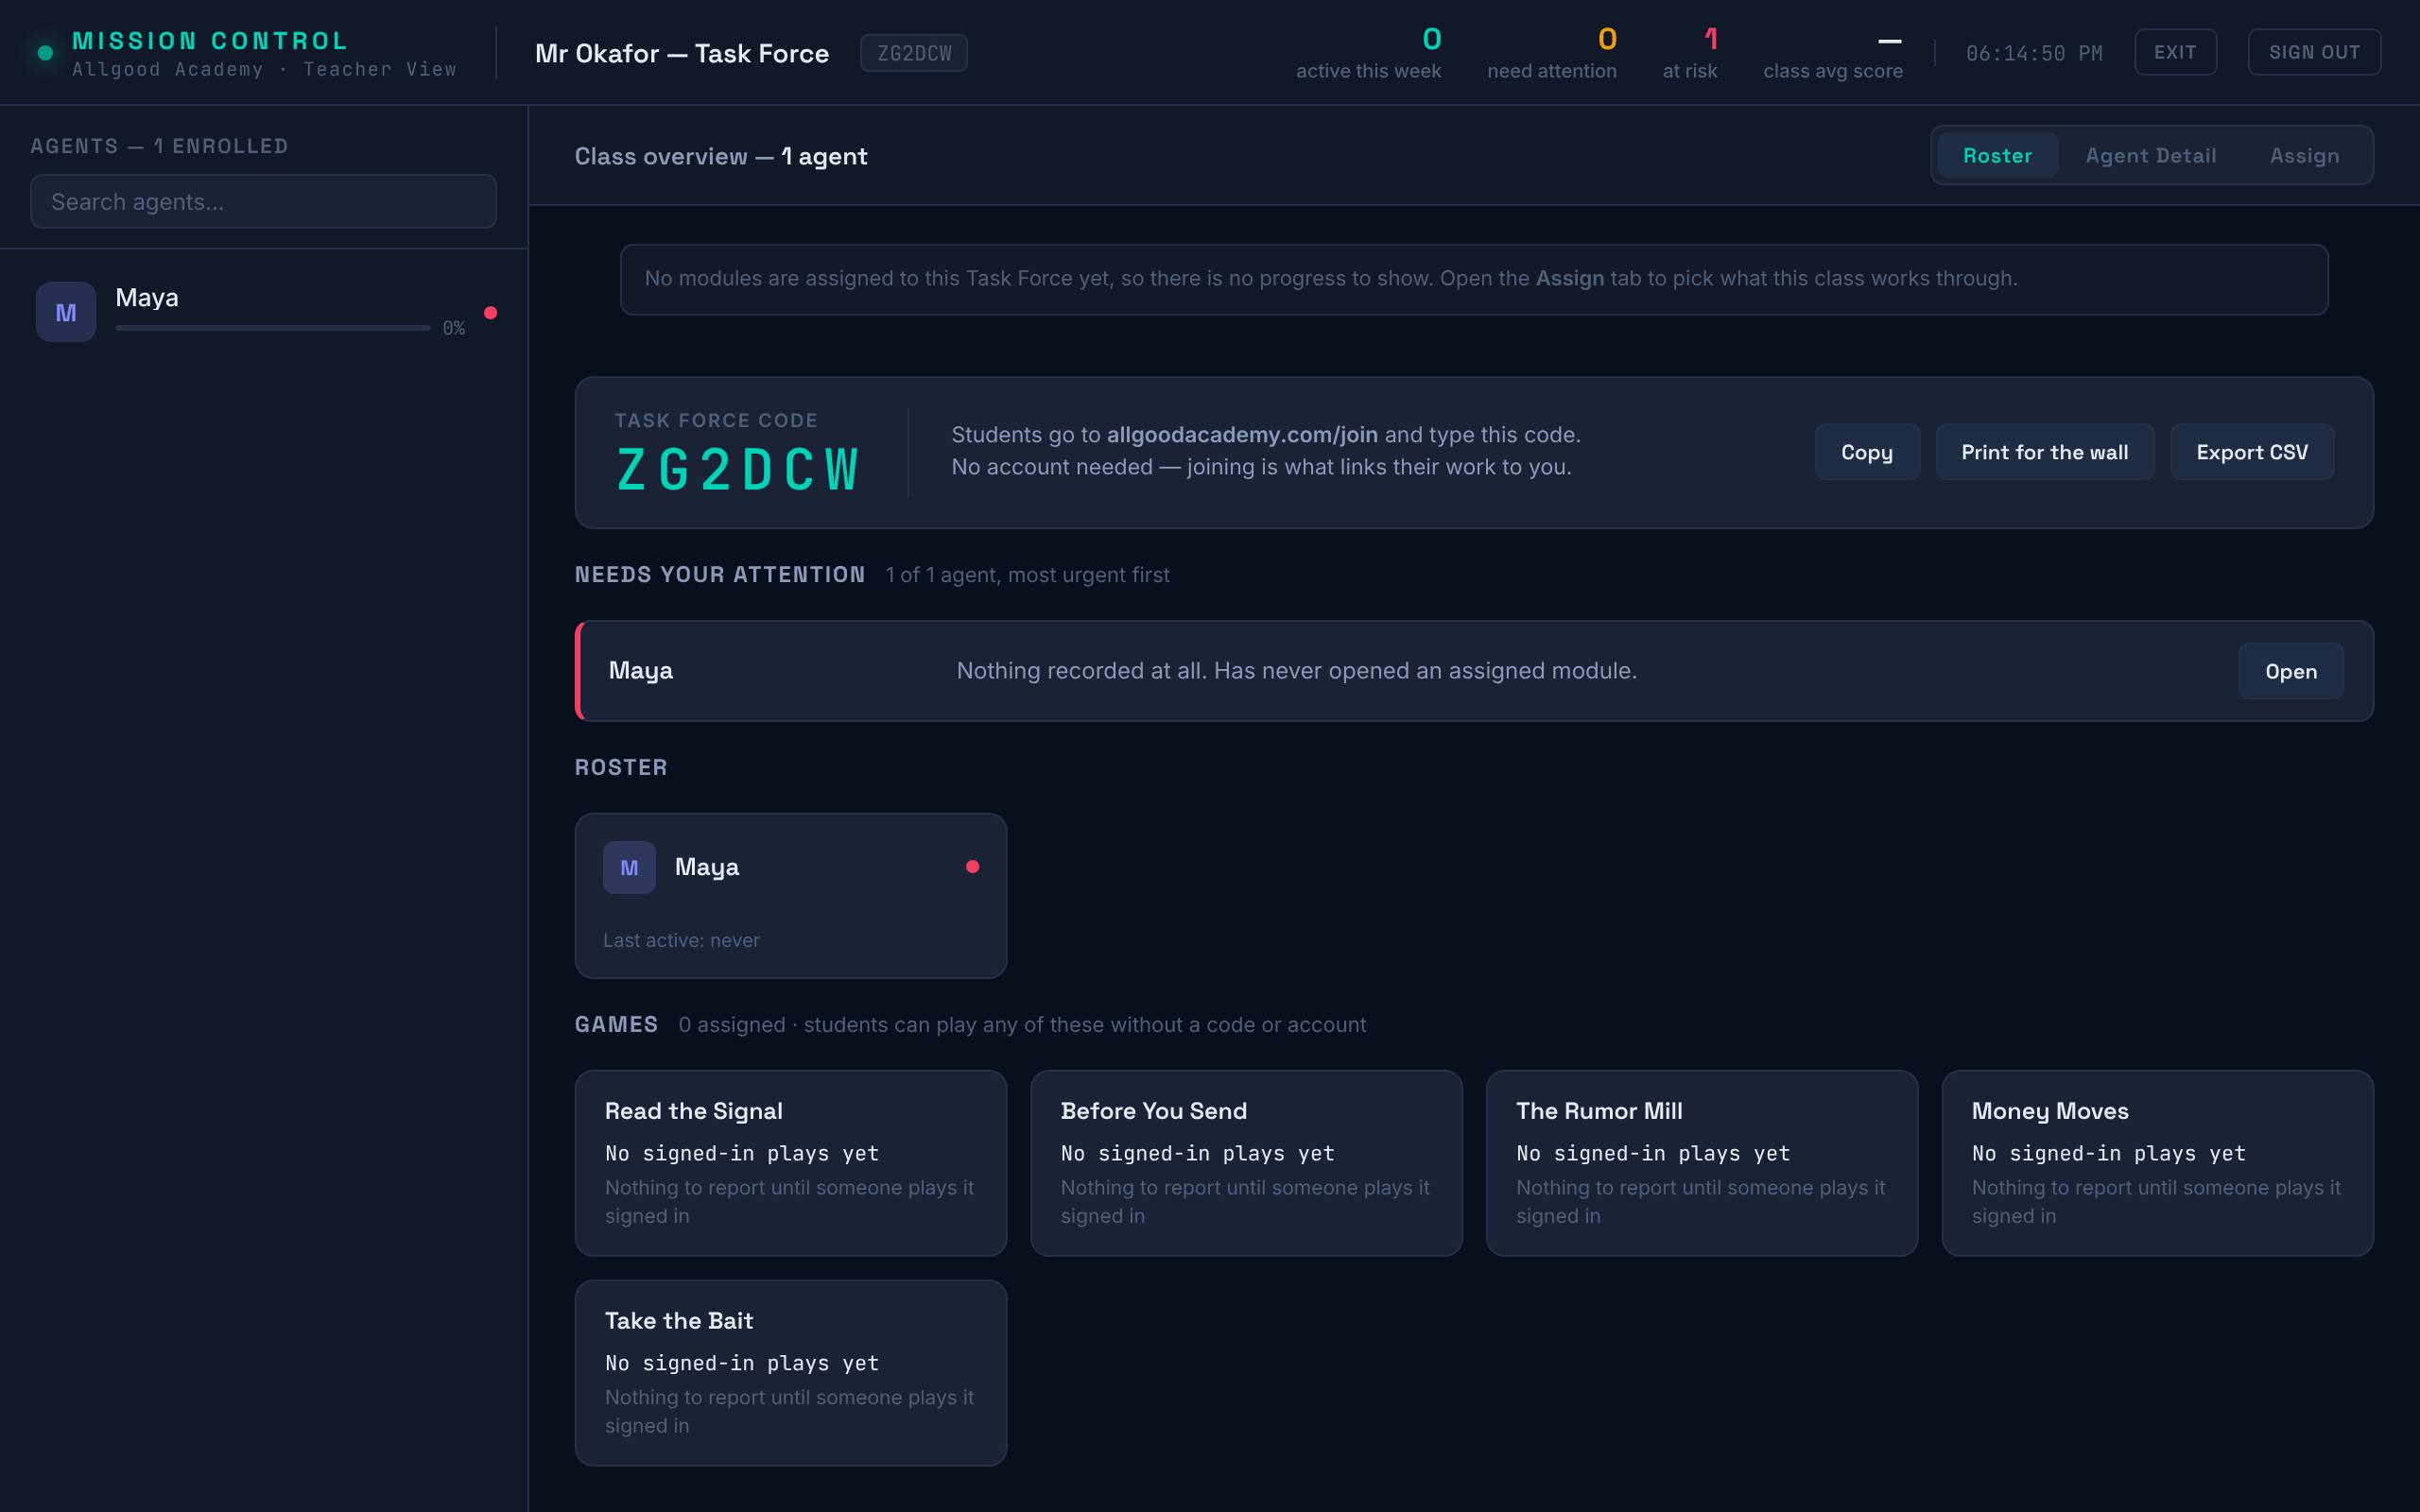 MISSION CONTROL
Allgood Academy · Teacher View
Mr Okafor — Task Force
ZG2DCW
0
active this week
0
need attention
1
at risk
—
class avg score
06:14:50 PM
EXIT
SIGN OUT
AGENTS — 1 ENROLLED
Search agents...
M
Maya
0%
Class overview — 1 agent
Roster
Agent Detail
Assign
No modules are assigned to this Task Force yet, so there is no progress to show. Open the Assign tab to pick what this class works through.
TASK FORCE CODE
ZG2DCW
Students go to allgoodacademy.com/join and type this code.
No account needed — joining is what links their work to you.
Copy
Print for the wall
Export CSV
NEEDS YOUR ATTENTION 1 of 1 agent, most urgent first
Maya
Nothing recorded at all. Has never opened an assigned module.
Open
ROSTER
M
Maya
Last active: never
GAMES 0 assigned · students can play any of these without a code or account
Read the Signal
No signed-in plays yet
Nothing to report until someone plays it
signed in
Before You Send
No signed-in plays yet
Nothing to report until someone plays it
signed in
The Rumor Mill
No signed-in plays yet
Nothing to report until someone plays it
signed in
Money Moves
No signed-in plays yet
Nothing to report until someone plays it
signed in
Take the Bait
No signed-in plays yet
Nothing to report until someone plays it
signed in